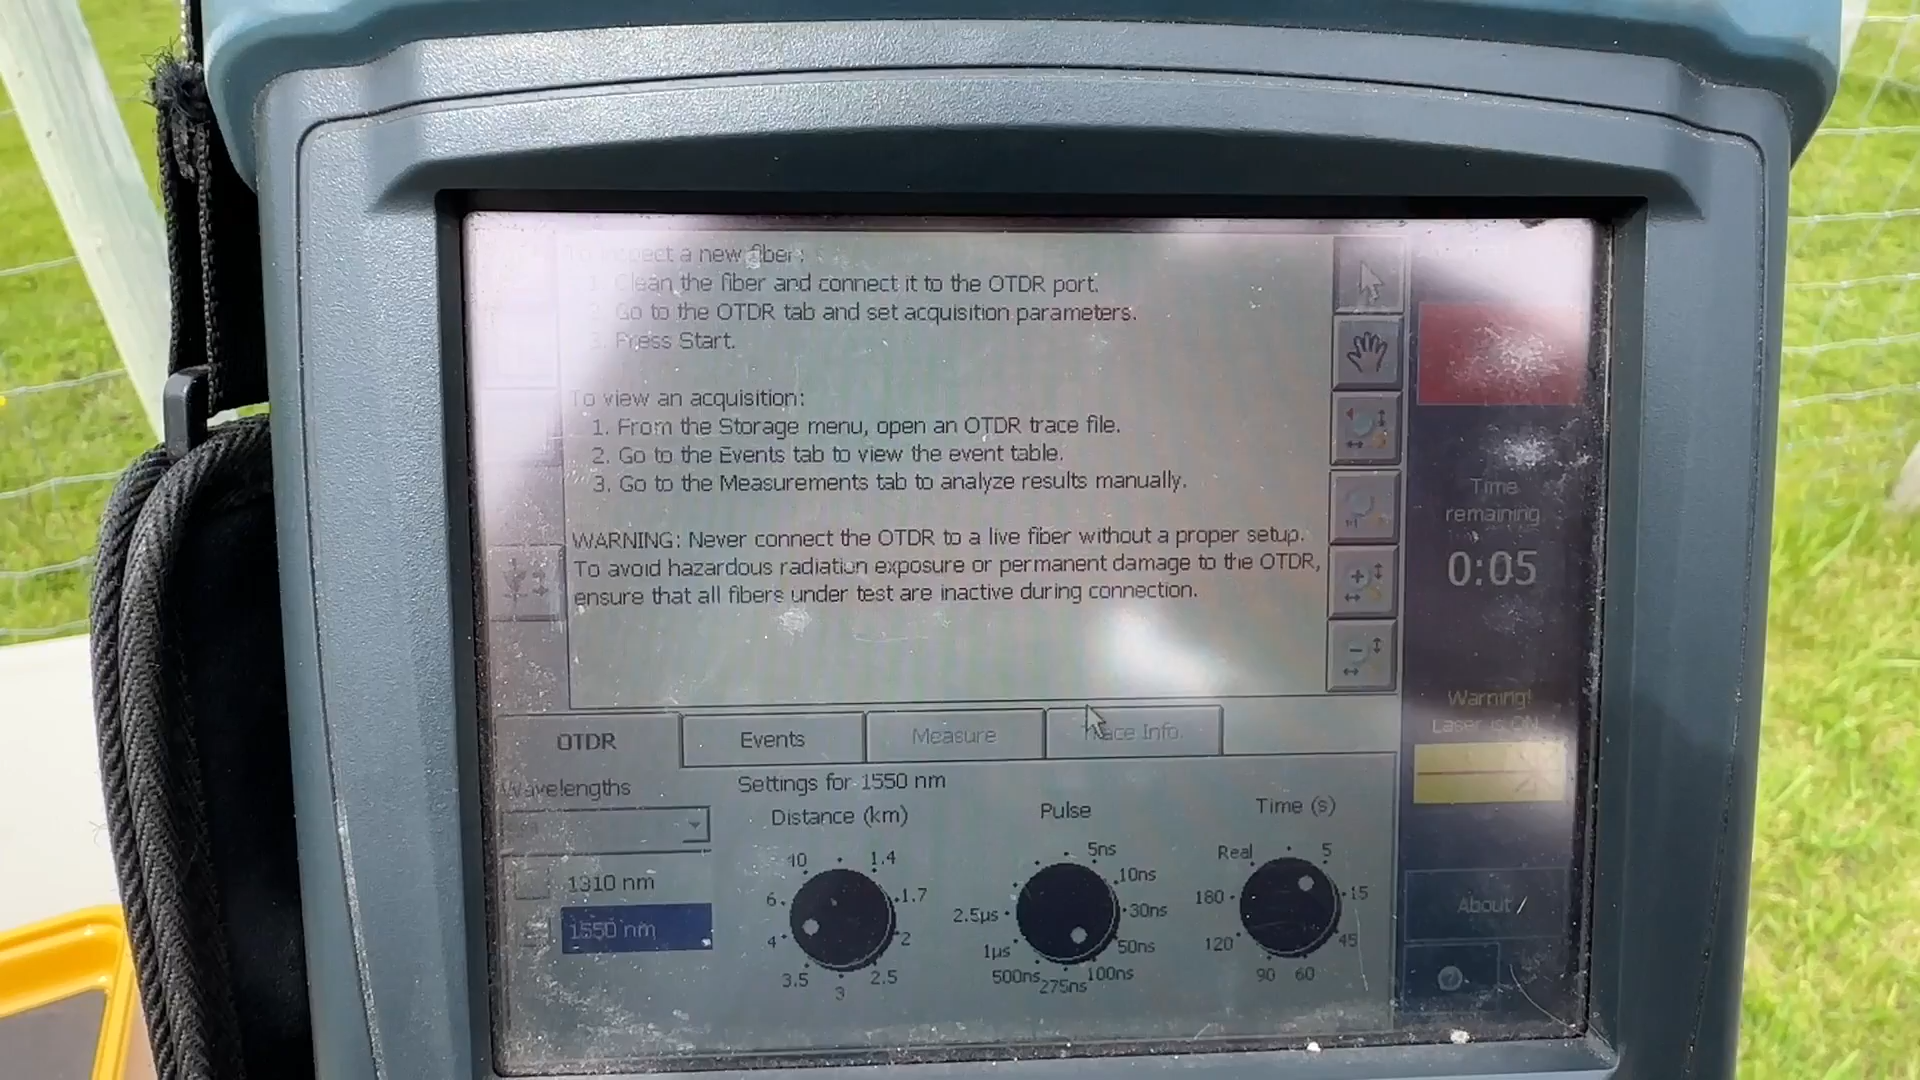 To inspect a new fiber:
1. Clean the fiber and connect it to the OTDR port.
2. Go to the OTDR tab and set acquisition parameters.
3. Press Start.
To view an acquisition:
1. From the Storage menu, open an OTDR trace file.
2. Go to the Events tab to view the event table.
3. Go to the Measurements tab to analyze results manually.
WARNING: Never connect the OTDR to a live fiber without a proper setup.
To avoid hazardous radiation exposure or permanent damage to the OTDR,
ensure that all fibers under test are inactive during connection.
Time
remaining
0:05
Warning!
Laser is ON
OTDR
Events
Measure
Trace Info.
Wavelengths
1310 nm
1550 nm
Settings for 1550 nm
Distance (km)
10
1.4
6
1.7
4
2
3.5
3
2.5
Pulse
5ns
10ns
2.5µs
30ns
1µs
50ns
500ns
275ns
100ns
Time (s)
Real
5
180
15
120
45
90
60
About
?